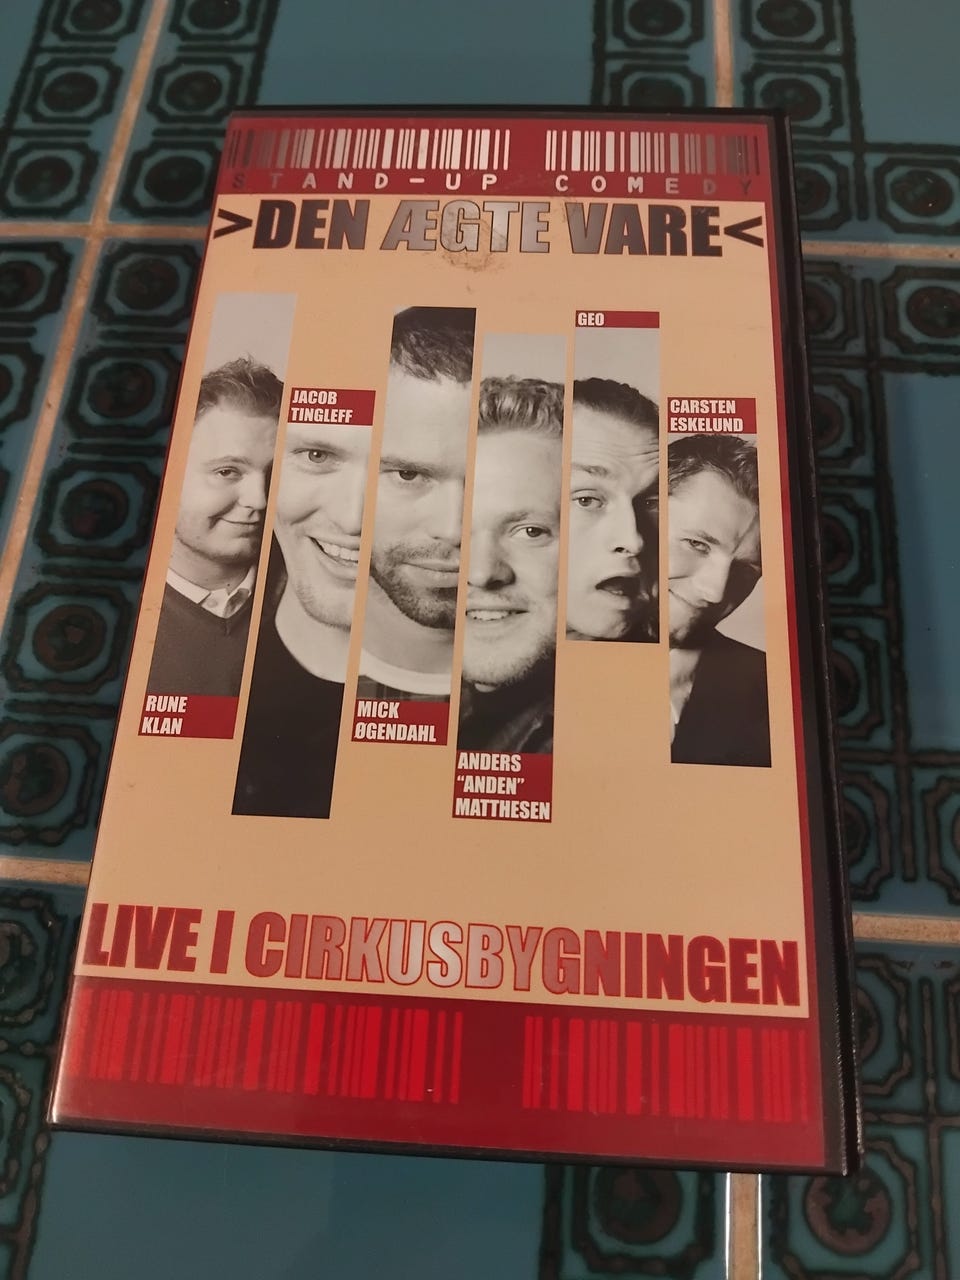 STAND-UP COMEDY
>DEN ÆGTE VARE<
GEO
JACOB
TINGLEFF
CARSTEN
ESKELUND
RUNE
KLAN
MICK
ØGENDAHL
ANDERS
"ANDEN"
MATTHESEN
LIVE I CIRKUSBYGNINGEN